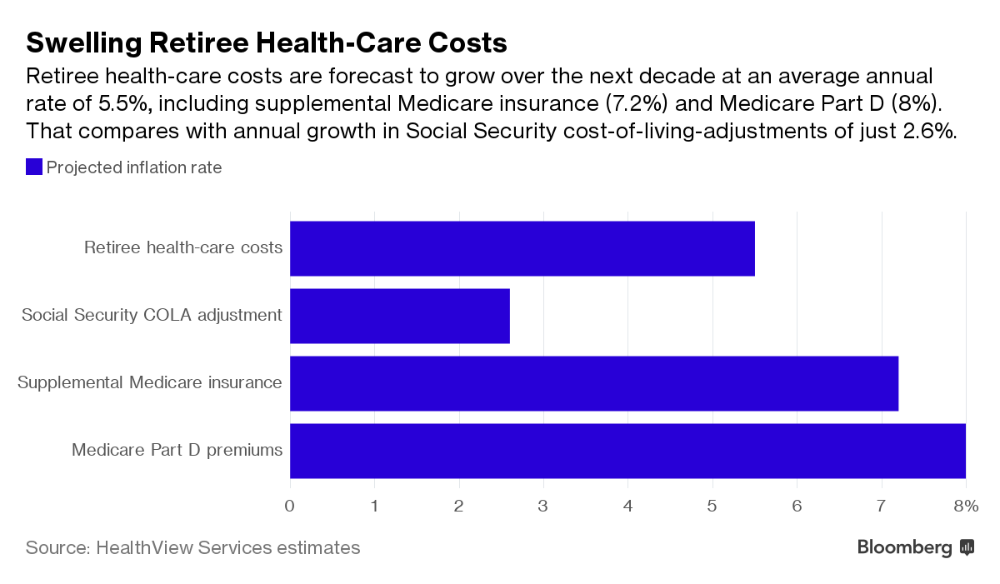 Swelling Retiree Health-Care Costs
Retiree health-care costs are forecast to grow over the next decade at an average annual
rate of 5.5%, including supplemental Medicare insurance (7.2%) and Medicare Part D (8%).
That compares with annual growth in Social Security cost-of-living-adjustments of just 2.6%.
Projected inflation rate
Retiree health-care costs
Social Security COLA adjustment
Supplemental Medicare insurance
Medicare Part D premiums
0 1 2 3 4 5 6 7 8%
Source: HealthView Services estimates
Bloomberg